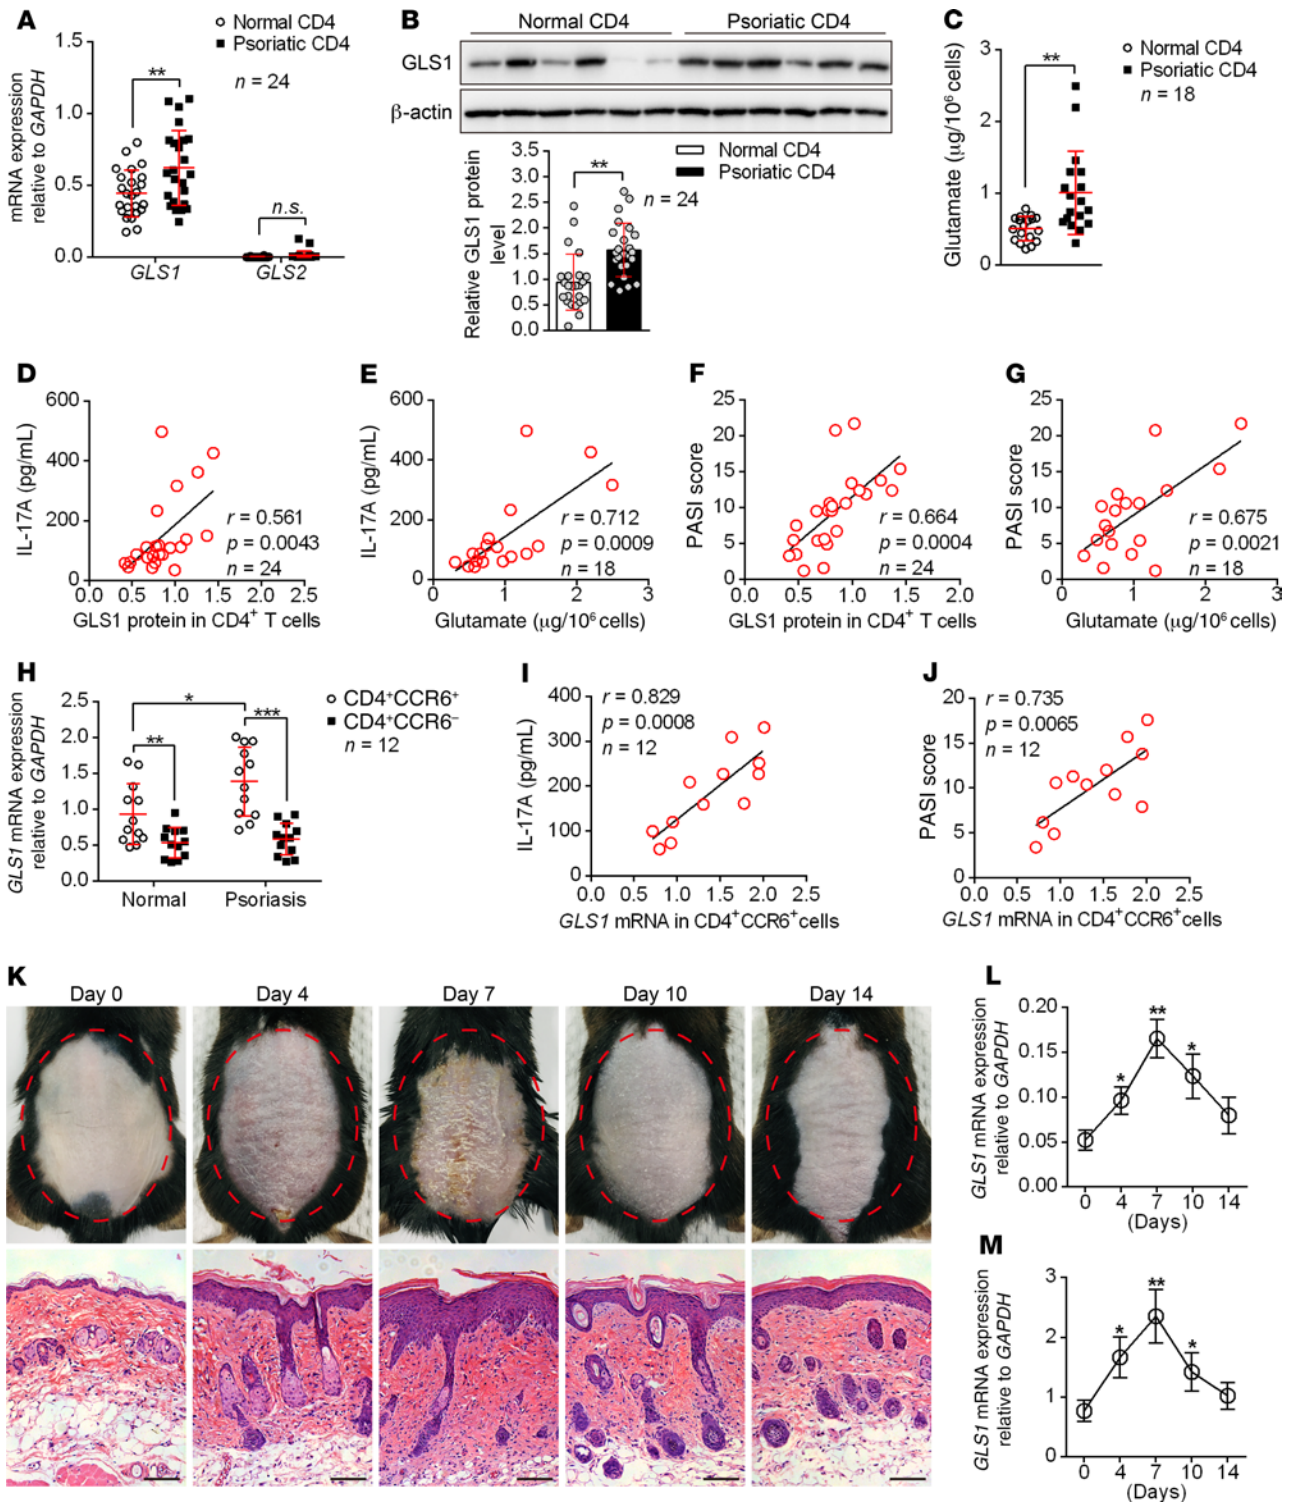 A
Normal CD4
Psoriatic CD4
n = 24
mRNA expression
relative to GAPDH
1.5
1.0
0.5
0.0
**
n.s.
GLS1
GLS2
B
Normal CD4
Psoriatic CD4
GLS1
β-actin
Relative GLS1 protein
level
3.5
3.0
2.5
2.0
1.5
1.0
0.5
0.0
**
Normal CD4
Psoriatic CD4
n = 24
C
Glutamate (μg/10⁶ cells)
3
2
1
0
**
Normal CD4
Psoriatic CD4
n = 18
D
IL-17A (pg/mL)
600
400
200
0
r = 0.561
p = 0.0043
n = 24
0.0 0.5 1.0 1.5 2.0 2.5
GLS1 protein in CD4⁺ T cells
E
IL-17A (pg/mL)
600
400
200
0
r = 0.712
p = 0.0009
n = 18
0 1 2 3
Glutamate (μg/10⁶ cells)
F
PASI score
25
20
15
10
5
0
r = 0.664
p = 0.0004
n = 24
0.0 0.5 1.0 1.5 2.0
GLS1 protein in CD4⁺ T cells
G
PASI score
25
20
15
10
5
0
r = 0.675
p = 0.0021
n = 18
0 1 2 3
Glutamate (μg/10⁶ cells)
H
GLS1 mRNA expression
relative to GAPDH
2.5
2.0
1.5
1.0
0.5
0.0
*
**
***
CD4⁺CCR6⁺
CD4⁺CCR6⁻
n = 12
Normal
Psoriasis
I
IL-17A (pg/mL)
400
300
200
100
0
r = 0.829
p = 0.0008
n = 12
0.0 0.5 1.0 1.5 2.0 2.5
GLS1 mRNA in CD4⁺CCR6⁺cells
J
PASI score
20
15
10
5
0
r = 0.735
p = 0.0065
n = 12
0.0 0.5 1.0 1.5 2.0 2.5
GLS1 mRNA in CD4⁺CCR6⁺cells
K
Day 0
Day 4
Day 7
Day 10
Day 14
L
GLS1 mRNA expression
relative to GAPDH
0.20
0.15
0.10
0.05
0.00
*
**
*
0 4 7 10 14
(Days)
M
GLS1 mRNA expression
relative to GAPDH
3
2
1
0
*
**
*
0 4 7 10 14
(Days)